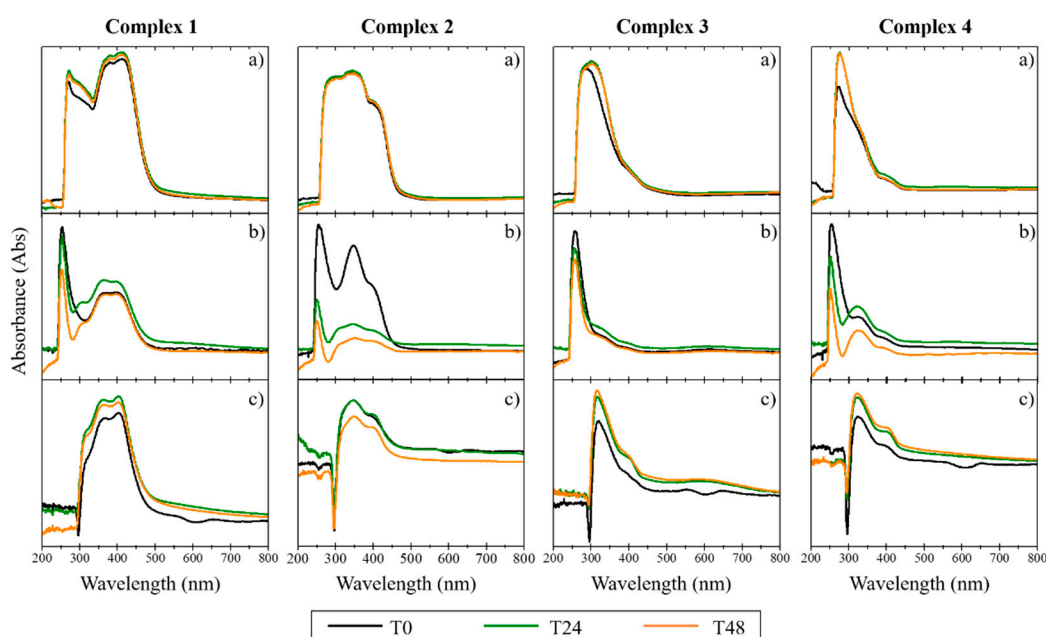 Complex 1 Complex 2 Complex 3 Complex 4
a) a) a) a)
b) b) b) b)
Absorbance (Abs)
c) c) c) c)
200 300 400 500 600 700 800 200 300 400 500 600 700 800 200 300 400 500 600 700 800 200 300 400 500 600 700 800
Wavelength (nm) Wavelength (nm) Wavelength (nm) Wavelength (nm)
T0 T24 T48